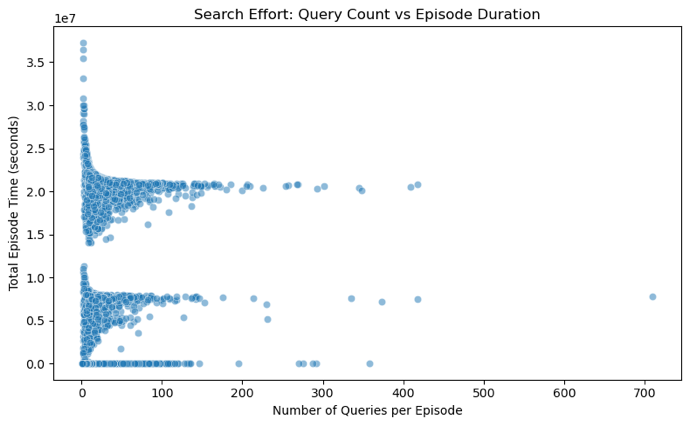 Search Effort: Query Count vs Episode Duration
1e7
3.5
3.0
2.5
2.0
1.5
1.0
0.5
0.0
Total Episode Time (seconds)
0 100 200 300 400 500 600 700
Number of Queries per Episode